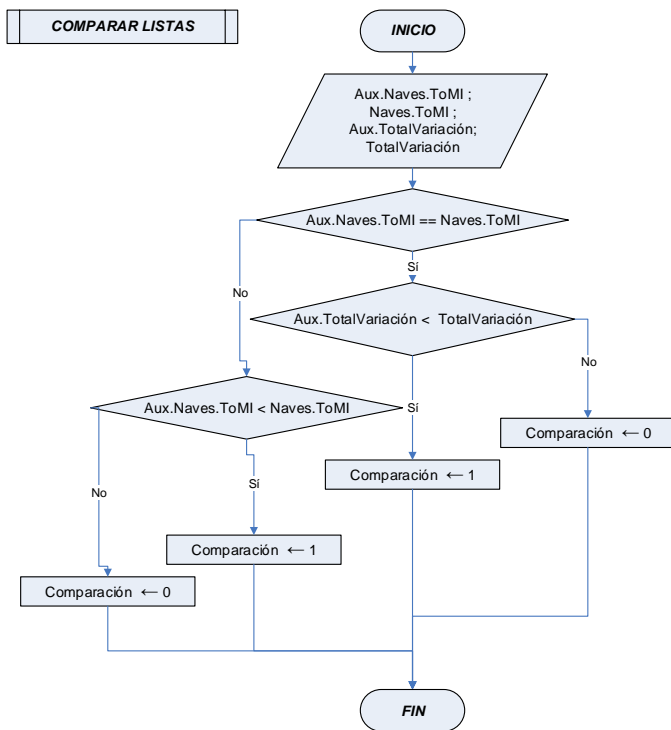 COMPARAR LISTAS
INICIO
Aux.Naves.ToMI ;
Naves.ToMI ;
Aux.TotalVariación;
TotalVariación
Aux.Naves.ToMI == Naves.ToMI
Sí
No
Aux.TotalVariación < TotalVariación
No
Aux.Naves.ToMI < Naves.ToMI
Sí
Comparación ← 0
Comparación ← 1
Sí
No
Comparación ← 1
Comparación ← 0
FIN